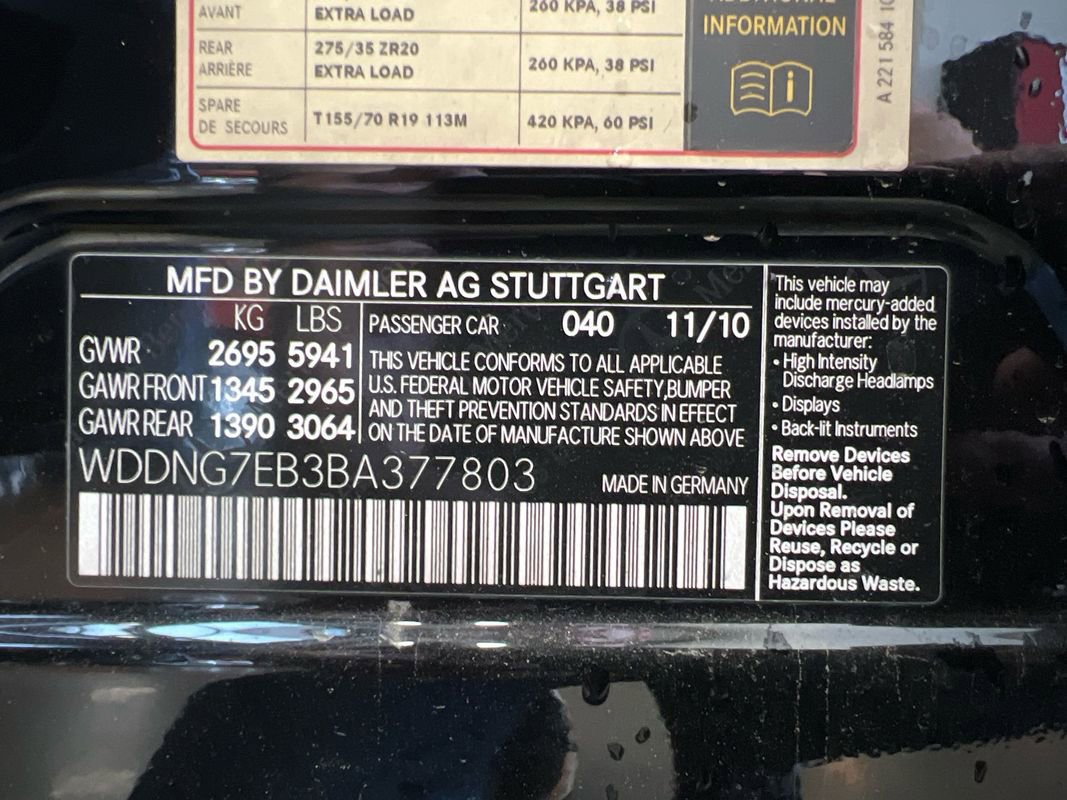 AVANT EXTRA LOAD 260 KPA, 38 PSI
REAR 275/35 ZR20
ARRIÈRE EXTRA LOAD 260 KPA, 38 PSI
SPARE
DE SECOURS T155/70 R19 113M 420 KPA, 60 PSI
ADDITIONAL
INFORMATION
i
A 221 584 10
MFD BY DAIMLER AG STUTTGART
KG LBS
GVWR 2695 5941
GAWR FRONT 1345 2965
GAWR REAR 1390 3064
PASSENGER CAR 040 11/10
THIS VEHICLE CONFORMS TO ALL APPLICABLE
U.S. FEDERAL MOTOR VEHICLE SAFETY,BUMPER
AND THEFT PREVENTION STANDARDS IN EFFECT
ON THE DATE OF MANUFACTURE SHOWN ABOVE
WDDNG7EB3BA377803 MADE IN GERMANY
This vehicle may
include mercury-added
devices installed by the
manufacturer:
• High Intensity
Discharge Headlamps
• Displays
• Back-lit Instruments
Remove Devices
Before Vehicle
Disposal.
Upon Removal of
Devices Please
Reuse, Recycle or
Dispose as
Hazardous Waste.